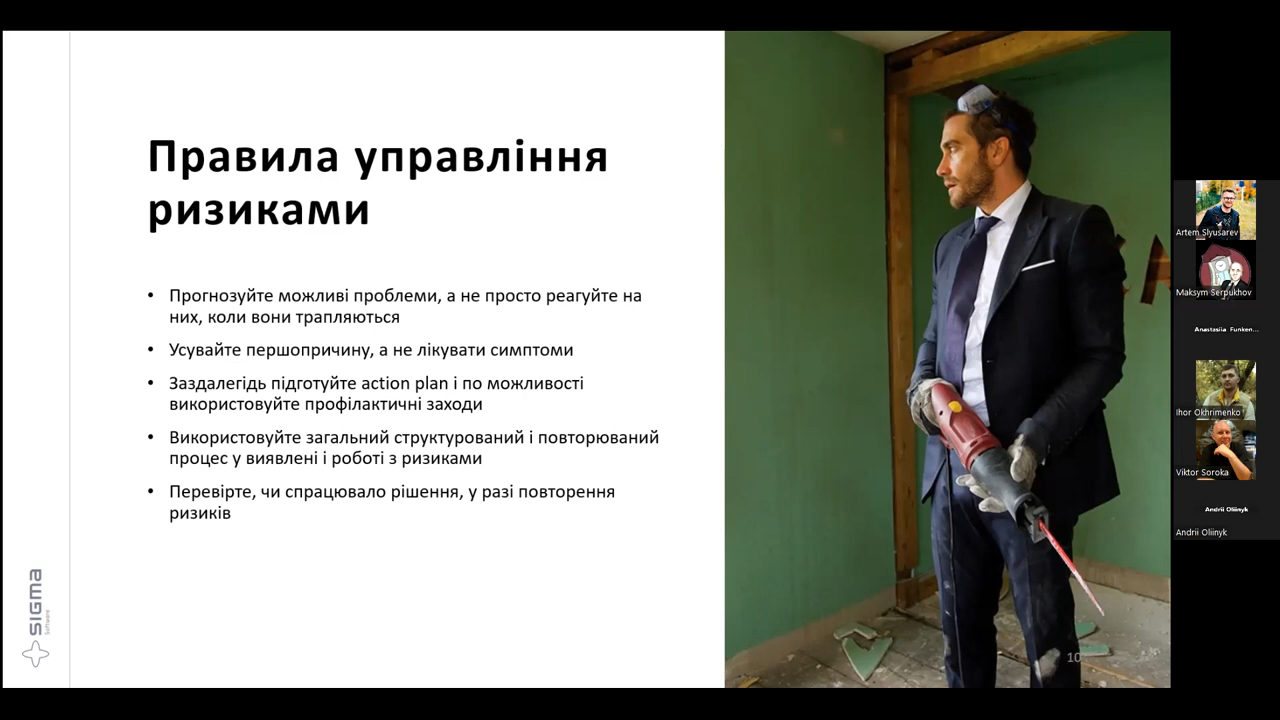 Правила управління
ризиками
• Прогнозуйте можливі проблеми, а не просто реагуйте на
них, коли вони трапляються
• Усувайте першопричину, а не лікувати симптоми
• Заздалегідь підготуйте action plan і по можливості
використовуйте профілактичні заходи
• Використовуйте загальний структурований і повторюваний
процес у виявлені і роботі з ризиками
• Перевірте, чи спрацювало рішення, у разі повторення
ризиків
SIGMA
Software
10
Artem Slyusarev
Maksym Serpukhov
Anastasiia Funken...
Ihor Okhrimenko
Viktor Soroka
Andrii Oliinyk
Andrii Oliinyk